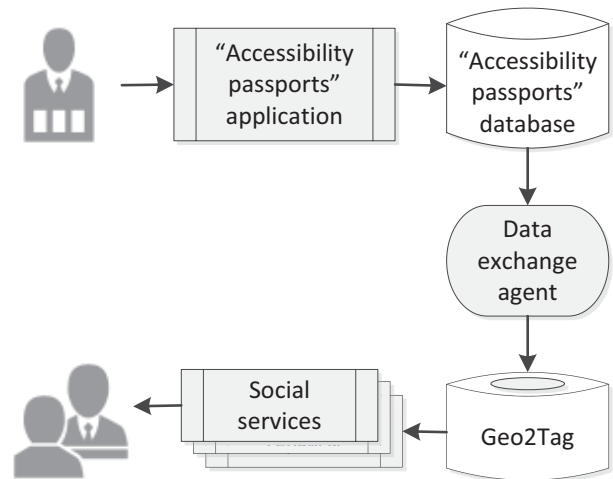 “Accessibility
passports”
application
“Accessibility
passports”
database
Data
exchange
agent
Geo2Tag
Social
services